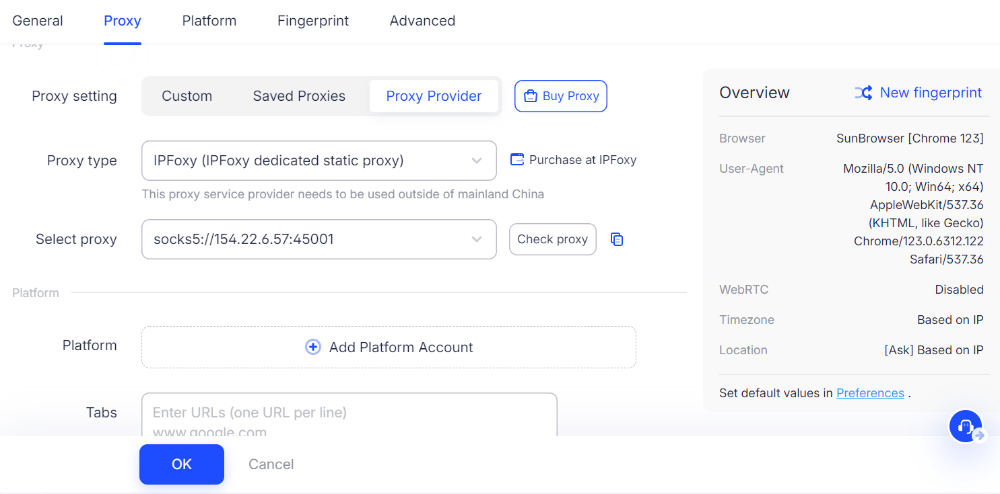 General Proxy Platform Fingerprint Advanced
Proxy
Proxy setting Custom Saved Proxies Proxy Provider Buy Proxy
Proxy type IPFoxy (IPFoxy dedicated static proxy) Purchase at IPFoxy
This proxy service provider needs to be used outside of mainland China
Select proxy socks5://154.22.6.57:45001 Check proxy
Platform
Platform Add Platform Account
Tabs Enter URLs (one URL per line)
www.google.com
OK Cancel
Overview New fingerprint
Browser SunBrowser [Chrome 123]
User-Agent Mozilla/5.0 (Windows NT
10.0; Win64; x64)
AppleWebKit/537.36
(KHTML, like Gecko)
Chrome/123.0.6312.122
Safari/537.36
WebRTC Disabled
Timezone Based on IP
Location [Ask] Based on IP
Set default values in Preferences .